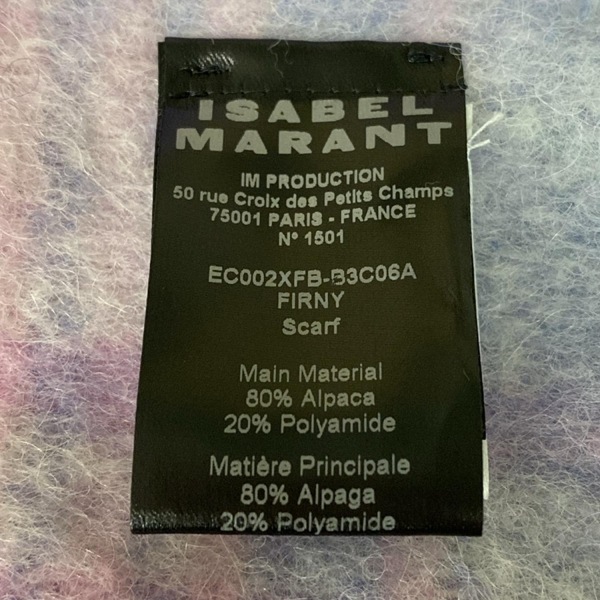 ISABEL
MARANT
IM PRODUCTION
50 rue Croix des Petits Champs
75001 PARIS - FRANCE
N° 1501
EC002XFB-B3C06A
FIRNY
Scarf
Main Material
80% Alpaca
20% Polyamide
Matière Principale
80% Alpaga
20% Polyamide